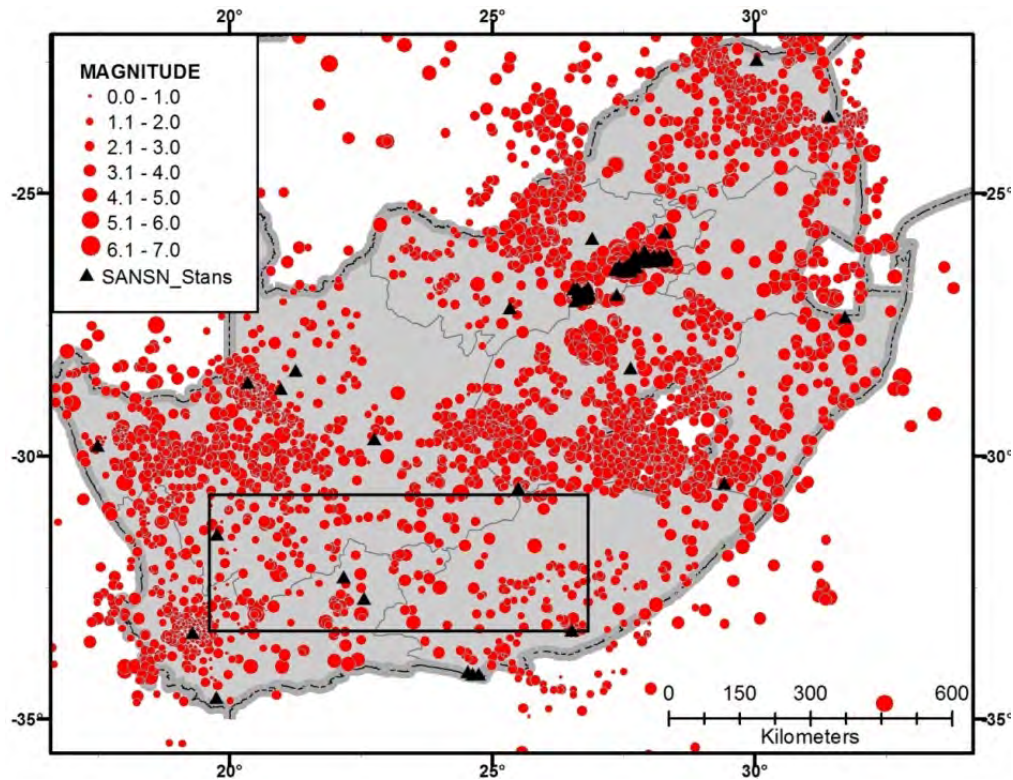 20° 25° 30°
MAGNITUDE
0.0 - 1.0
1.1 - 2.0
2.1 - 3.0
3.1 - 4.0
4.1 - 5.0
5.1 - 6.0
6.1 - 7.0
SANSN_Stans
-25° -25°
-30° -30°
0 150 300 600
Kilometers
-35° -35°
20° 25° 30°